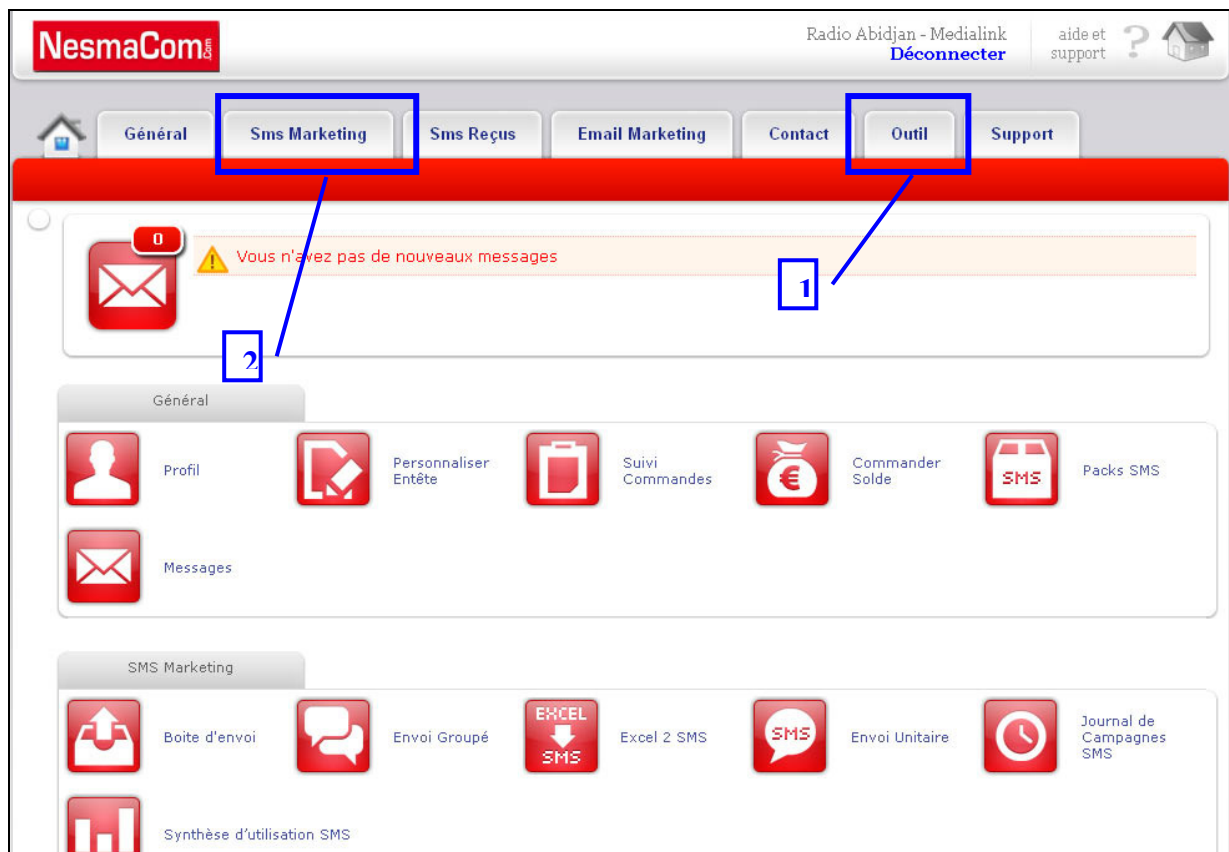 NesmaCom.Com
Radio Abidjan - Medialink
Déconnecter
aide et
support
?
Général
Sms Marketing
Sms Reçus
Email Marketing
Contact
Outil
Support
0
Vous n'avez pas de nouveaux messages
1
2
Général
Profil
Personnaliser
Entête
Suivi
Commandes
€
Commander
Solde
SMS
Packs SMS
Messages
SMS Marketing
Boite d'envoi
Envoi Groupé
EXCEL
SMS
Excel 2 SMS
SMS
Envoi Unitaire
Journal de
Campagnes
SMS
Synthèse d'utilisation SMS